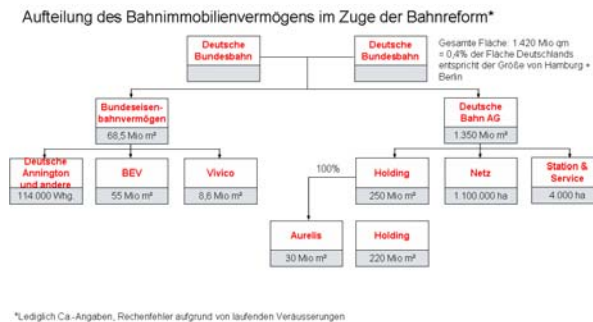 Aufteilung des Bahnimmobilienvermögens im Zuge der Bahnreform*
Deutsche
Bundesbahn
Deutsche
Bundesbahn
Gesamte Fläche: 1.420 Mio qm
= 0,4% der Fläche Deutschlands
entspricht der Größe von Hamburg +
Berlin
Bundeseisen-
bahnvermögen
68,5 Mio m²
Deutsche
Bahn AG
1.350 Mio m²
Deutsche
Annington
und andere
114.000 Whg.
BEV
55 Mio m²
Vivico
8,6 Mio m²
100%
Holding
250 Mio m²
Netz
1.100.000 ha
Station &
Service
4.000 ha
Aurelis
30 Mio m²
Holding
220 Mio m²
*Lediglich Ca.-Angaben, Rechenfehler aufgrund von laufenden Veräusserungen